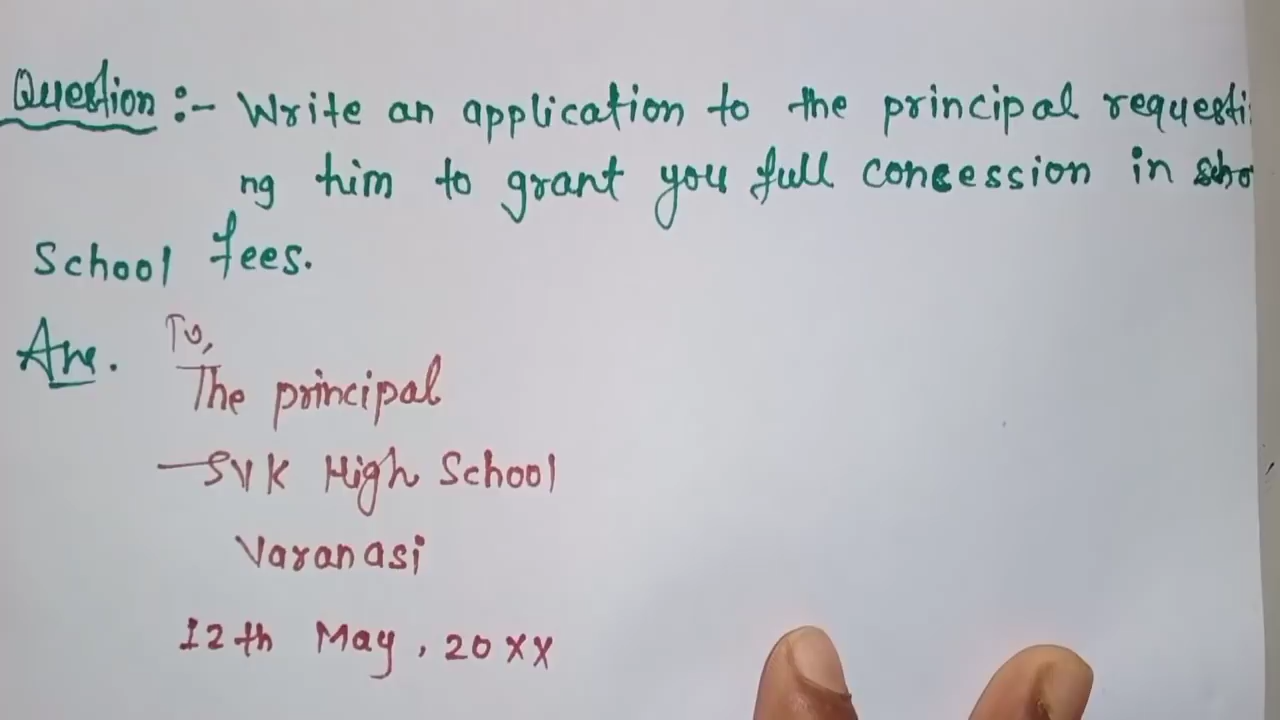 Question :- Write an application to the principal requesti
ng him to grant you full concession in scho
School fees.
Ans. To,
The principal
SVK High School
Varanasi
12th May, 20XX